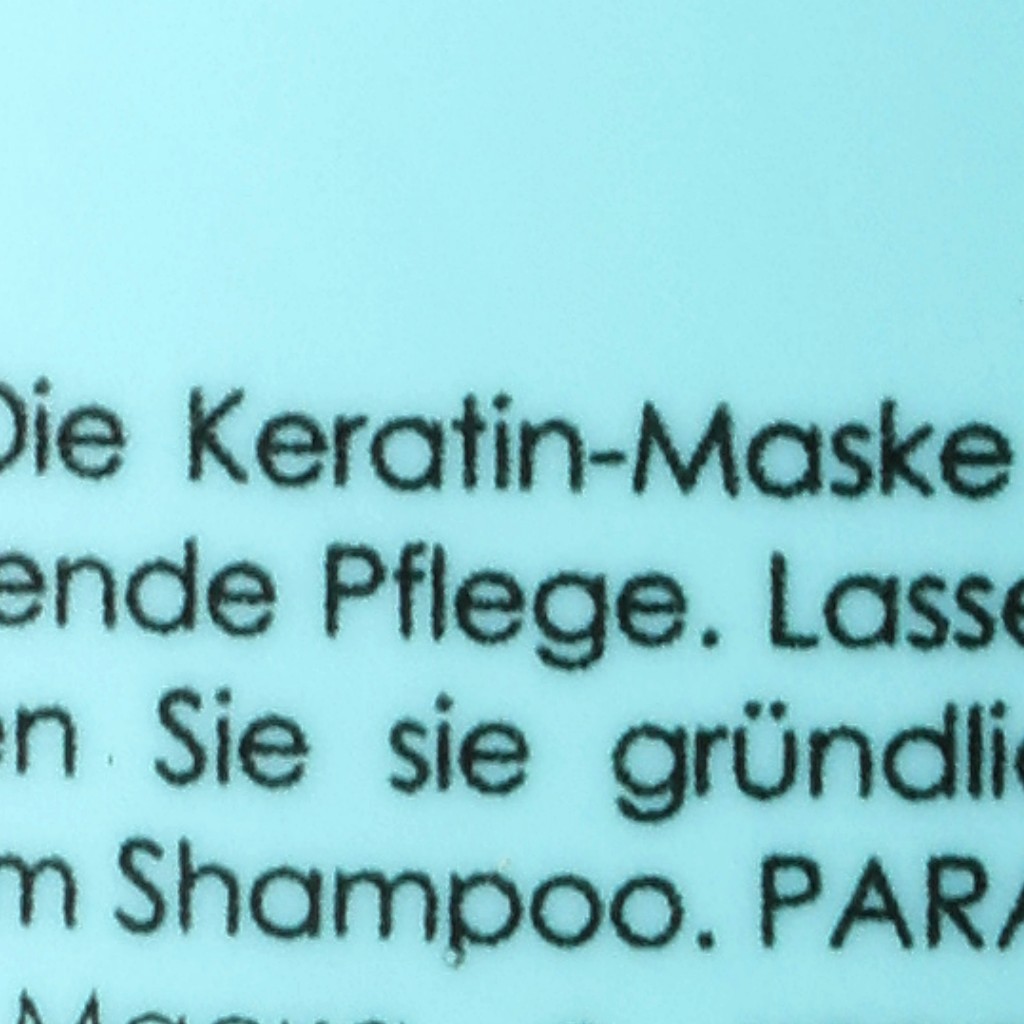 Die Keratin-Maske
ende Pflege. Lasse
en Sie sie gründli
m Shampoo. PARA